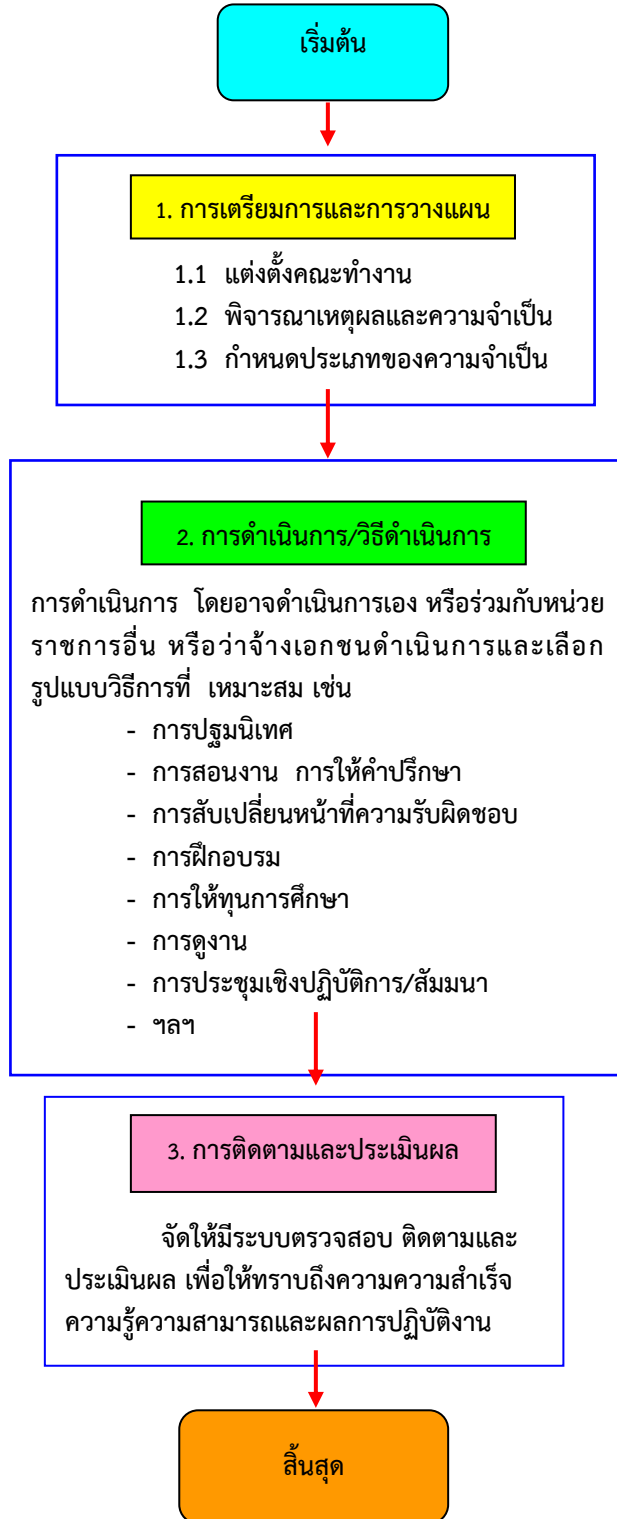 เริ่มต้น
1. การเตรียมการและการวางแผน
1.1 แต่งตั้งคณะทำงาน
1.2 พิจารณาเหตุผลและความจำเป็น
1.3 กำหนดประเภทของความจำเป็น
2. การดำเนินการ/วิธีดำเนินการ
การดำเนินการ โดยอาจดำเนินการเอง หรือร่วมกับหน่วย
ราชการอื่น หรือว่าจ้างเอกชนดำเนินการและเลือก
รูปแบบวิธีการที่ เหมาะสม เช่น
- การปฐมนิเทศ
- การสอนงาน การให้คำปรึกษา
- การสับเปลี่ยนหน้าที่ความรับผิดชอบ
- การฝึกอบรม
- การให้ทุนการศึกษา
- การดูงาน
- การประชุมเชิงปฏิบัติการ/สัมมนา
- ฯลฯ
3. การติดตามและประเมินผล
จัดให้มีระบบตรวจสอบ ติดตามและ
ประเมินผล เพื่อให้ทราบถึงความความสำเร็จ
ความรู้ความสามารถและผลการปฏิบัติงาน
สิ้นสุด